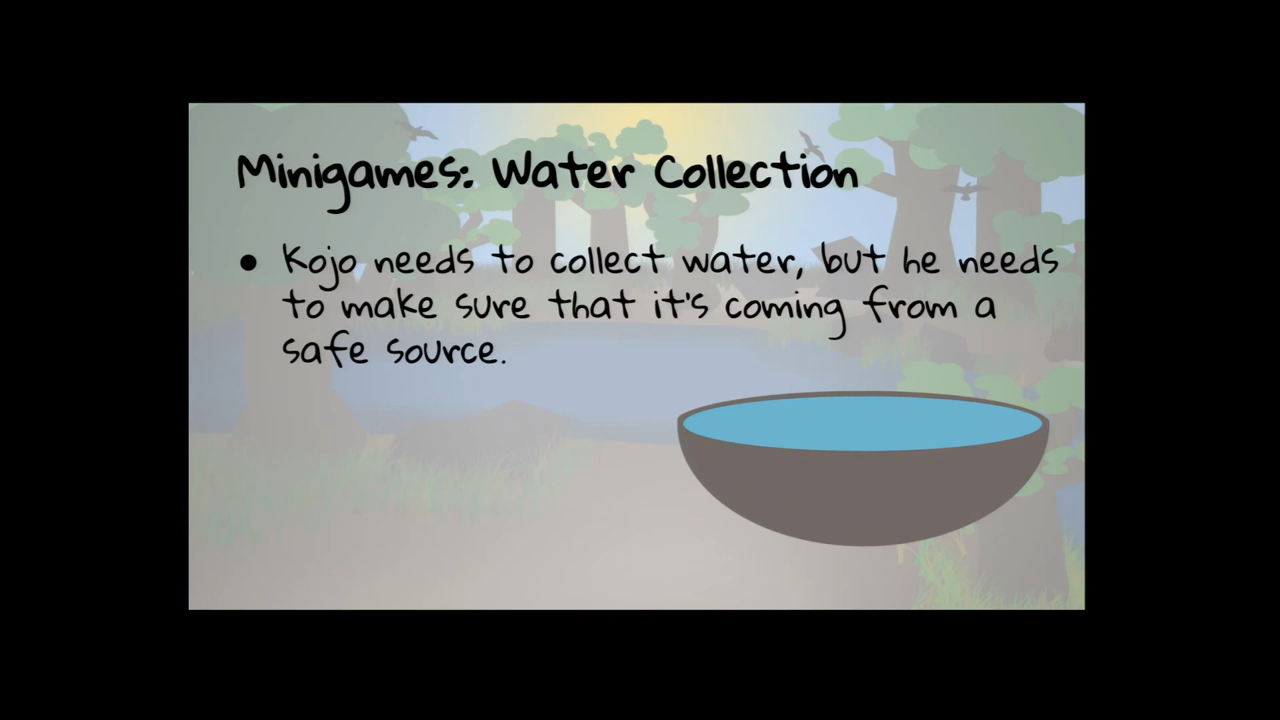 Minigames: Water Collection
● Kojo needs to collect water, but he needs
to make sure that it's coming from a
safe source.